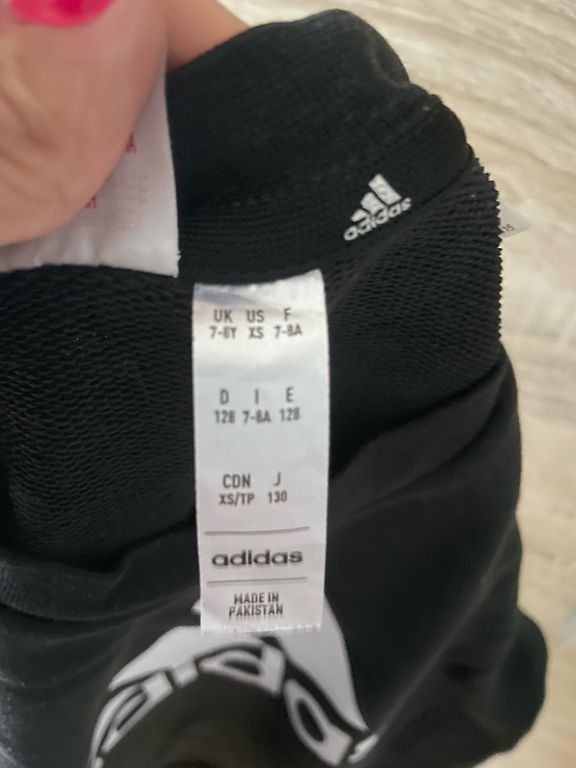 adidas
UK US F
7-8Y XS 7-8A
D I E
128 7-8A 128
CDN J
XS/TP 130
adidas
MADE IN
PAKISTAN